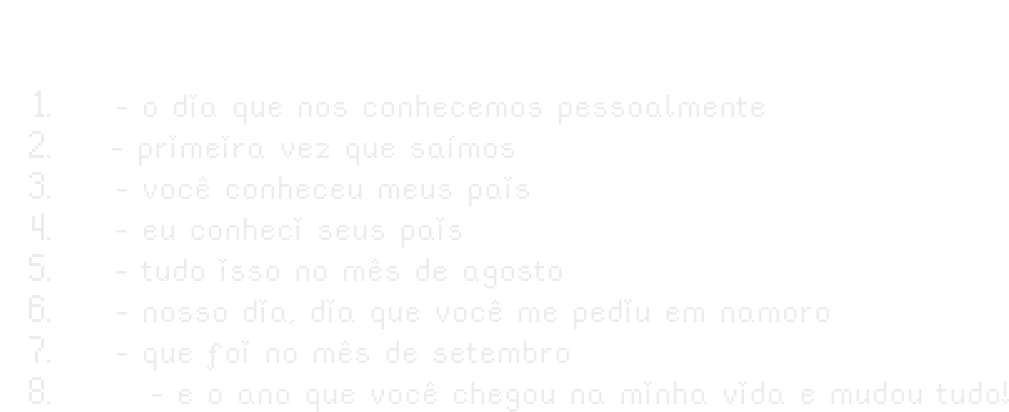 1. - o dia que nos conhecemos pessoalmente
2. - primeira vez que saímos
3. - você conheceu meus pais
4. - eu conheci seus pais
5. - tudo isso no mês de agosto
6. - nosso dia, dia que você me pediu em namoro
7. - que foi no mês de setembro
8. - e o ano que você chegou na minha vida e mudou tudo!